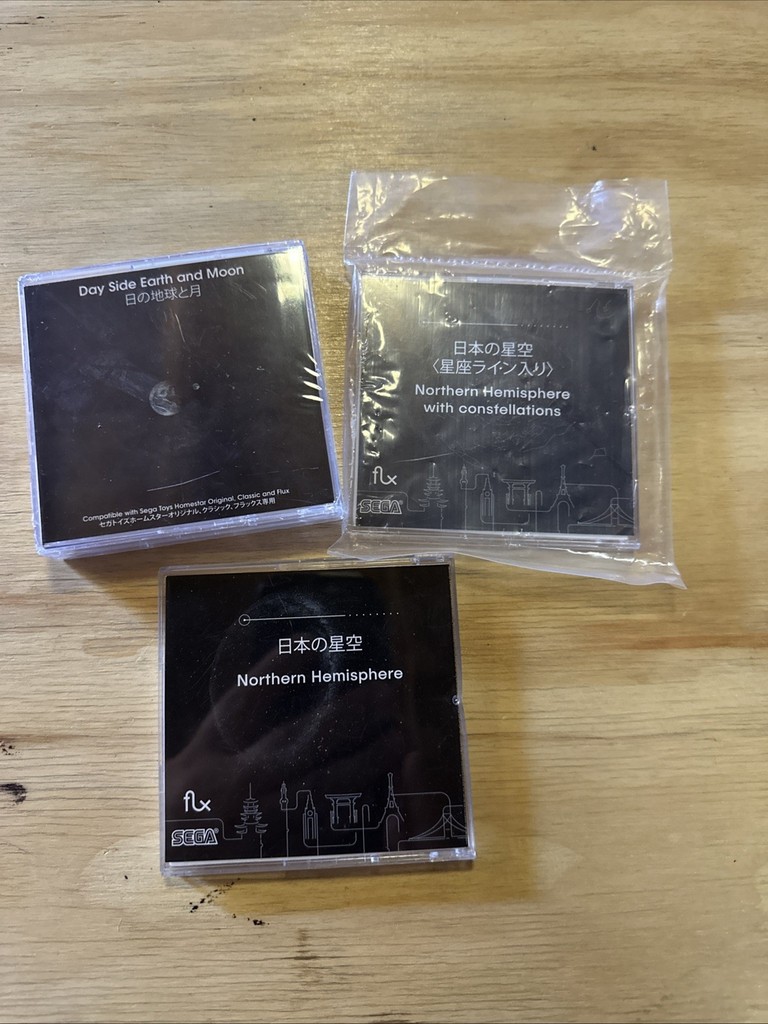 Day Side Earth and Moon
日の地球と月
Compatible with Sega Toys Homestar Original, Classic and Flux
セガトイズホームスターオリジナル、クラシック、フラックス専用
日本の星空
〈星座ライン入り〉
Northern Hemisphere
with constellations
flux
SEGA
日本の星空
Northern Hemisphere
flux
SEGA